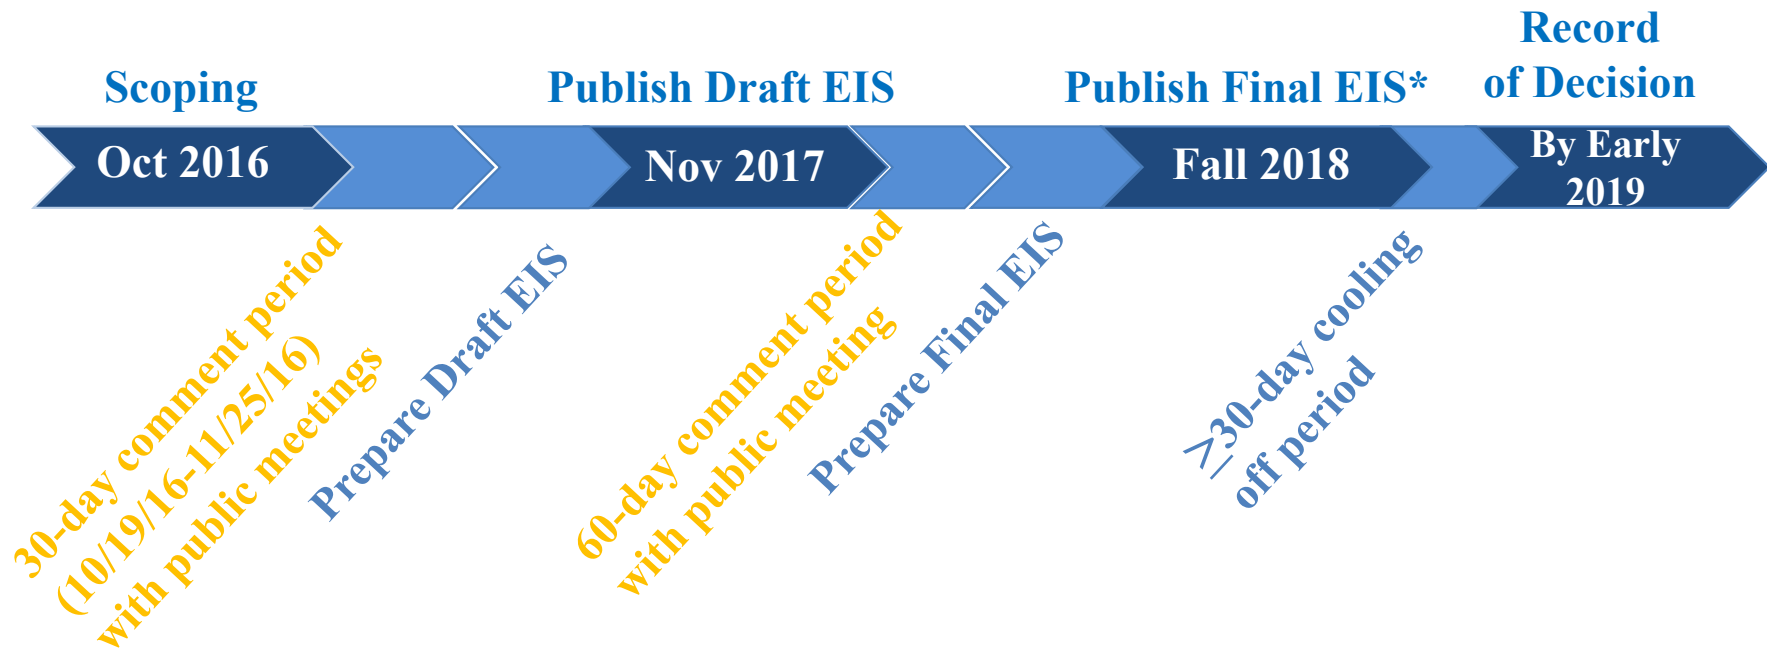 Scoping
Publish Draft EIS
Publish Final EIS*
Record
of Decision
Oct 2016
Nov 2017
Fall 2018
By Early
2019
30-day comment period
(10/19/16-11/25/16)
with public meetings
Prepare Draft EIS
60-day comment period
with public meeting
Prepare Final EIS
≥30-day cooling
off period